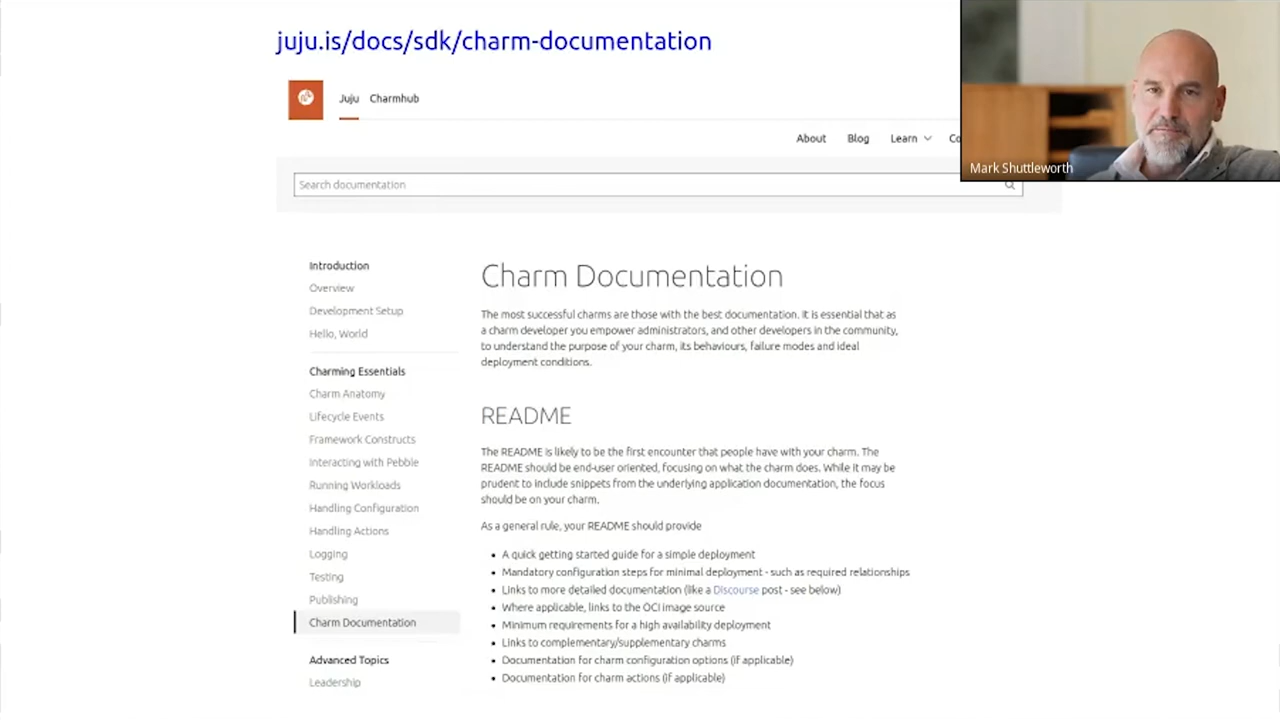 juju.is/docs/sdk/charm-documentation
Juju Charmhub
About Blog Learn Co
Mark Shuttleworth
Search documentation
Introduction
Overview
Development Setup
Hello, World
Charming Essentials
Charm Anatomy
Lifecycle Events
Framework Constructs
Interacting with Pebble
Running Workloads
Handling Configuration
Handling Actions
Logging
Testing
Publishing
Charm Documentation
Advanced Topics
Leadership
Charm Documentation
The most successful charms are those with the best documentation. It is essential that as
a charm developer you empower administrators, and other developers in the community,
to understand the purpose of your charm, its behaviours, failure modes and ideal
deployment conditions.
README
The README is likely to be the first encounter that people have with your charm. The
README should be end-user oriented, focusing on what the charm does. While it may be
prudent to include snippets from the underlying application documentation, the focus
should be on your charm.
As a general rule, your README should provide
• A quick getting started guide for a simple deployment
• Mandatory configuration steps for minimal deployment - such as required relationships
• Links to more detailed documentation (like a Discourse post - see below)
• Where applicable, links to the OCI image source
• Minimum requirements for a high availability deployment
• Links to complementary/supplementary charms
• Documentation for charm configuration options (if applicable)
• Documentation for charm actions (if applicable)